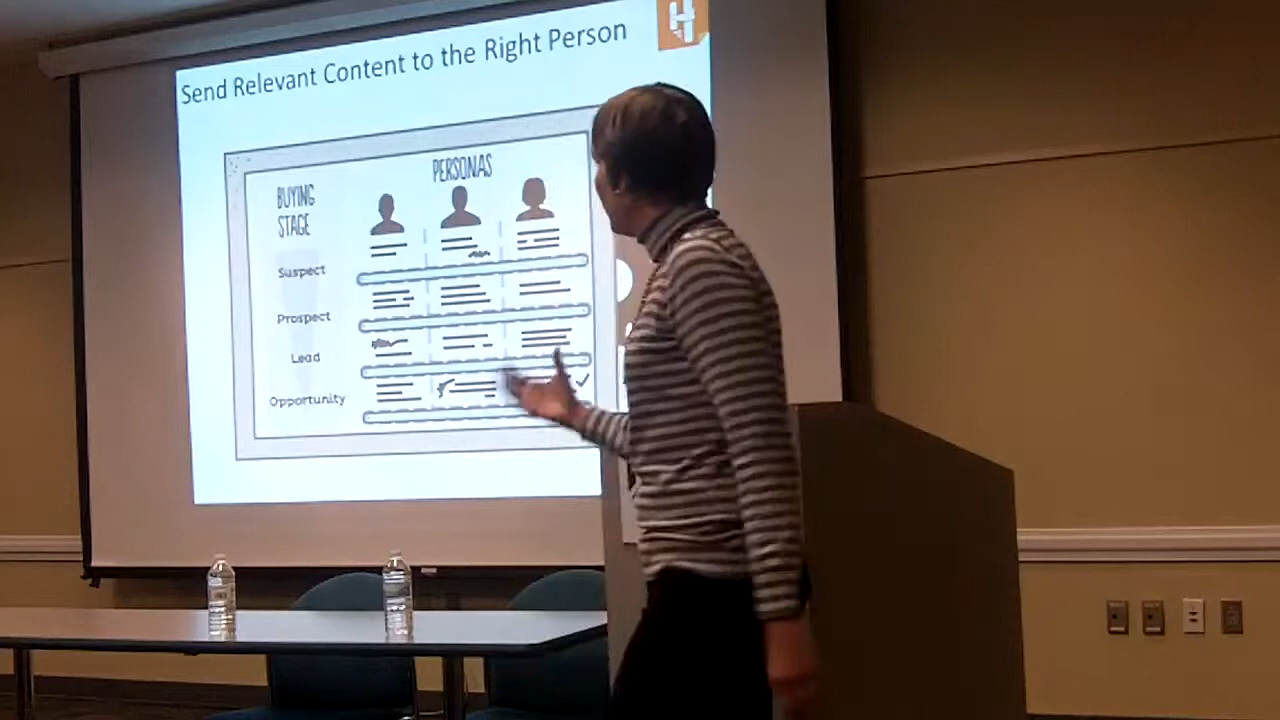 Send Relevant Content to the Right Person
H
PERSONAS
BUYING
STAGE
Suspect
Prospect
Lead
Opportunity